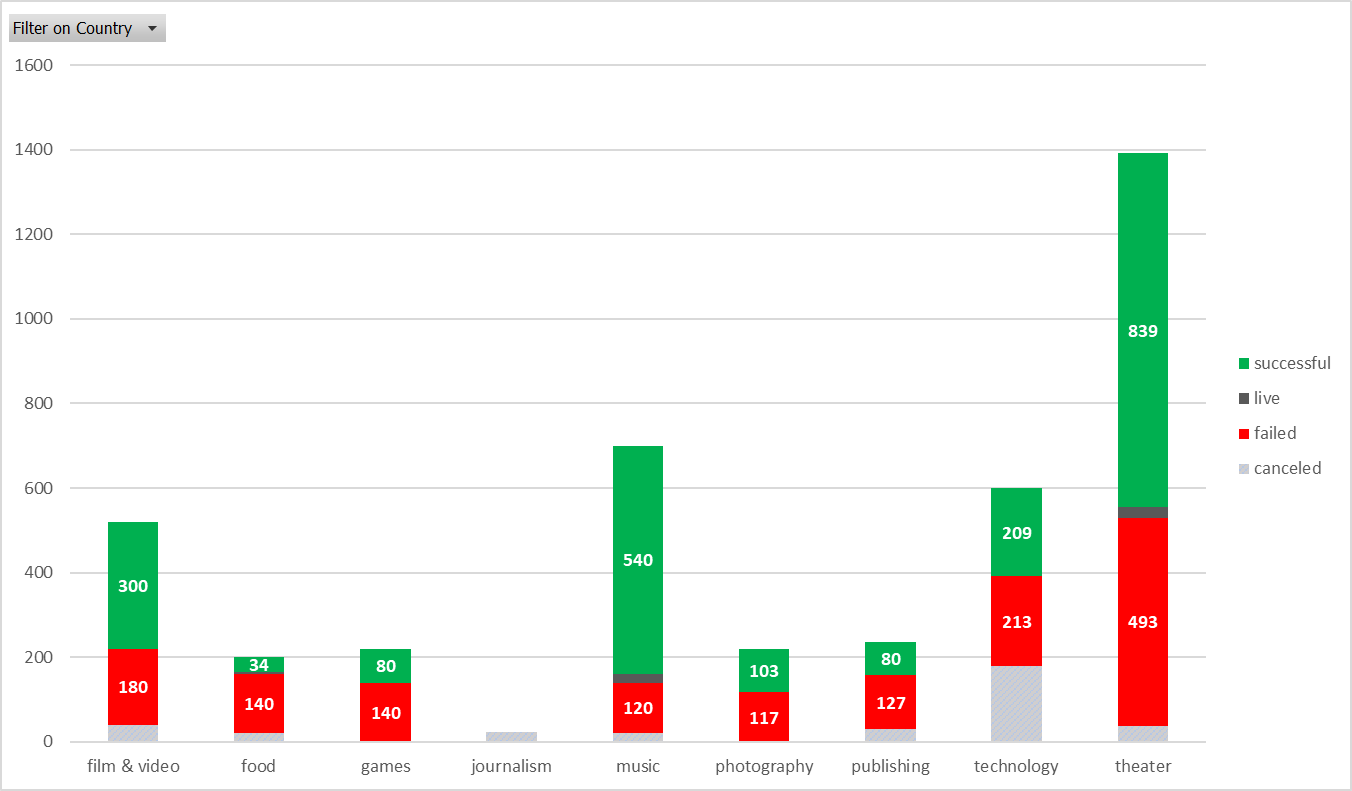 Filter on Country
1600
1400
1200
1000
800
600
400
200
0
300
180
34
140
80
140
540
120
103
117
80
127
209
213
839
493
film & video
food
games
journalism
music
photography
publishing
technology
theater
successful
live
failed
canceled